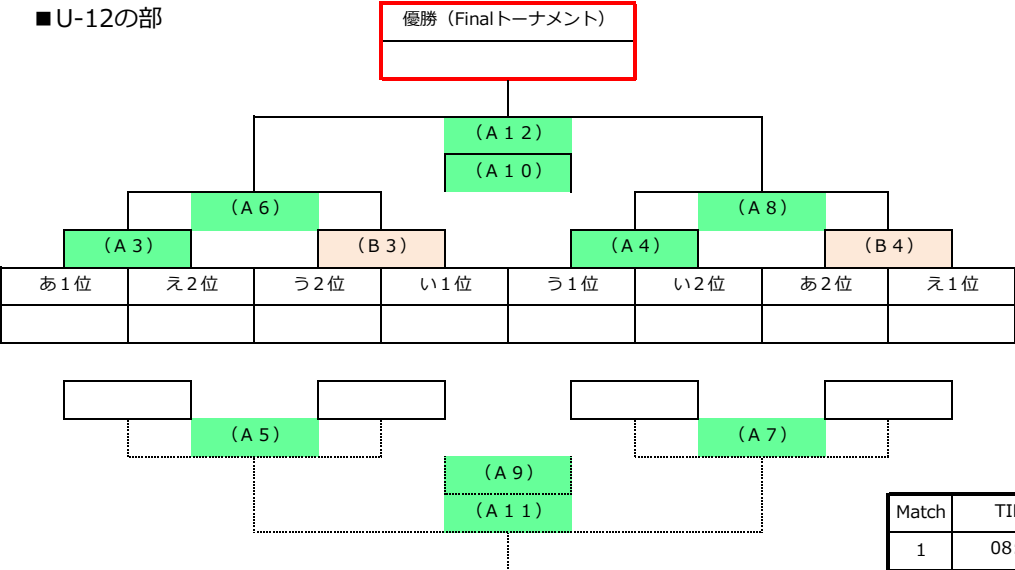 ■U-12の部
優勝（Finalトーナメント）
（A１２）
（A１０）
（A６）
（A８）
（A３）
（B３）
（A４）
（B４）
あ１位
え２位
う２位
い１位
う１位
い２位
あ２位
え１位
（A５）
（A７）
（A９）
（A１１）
Match
1
08